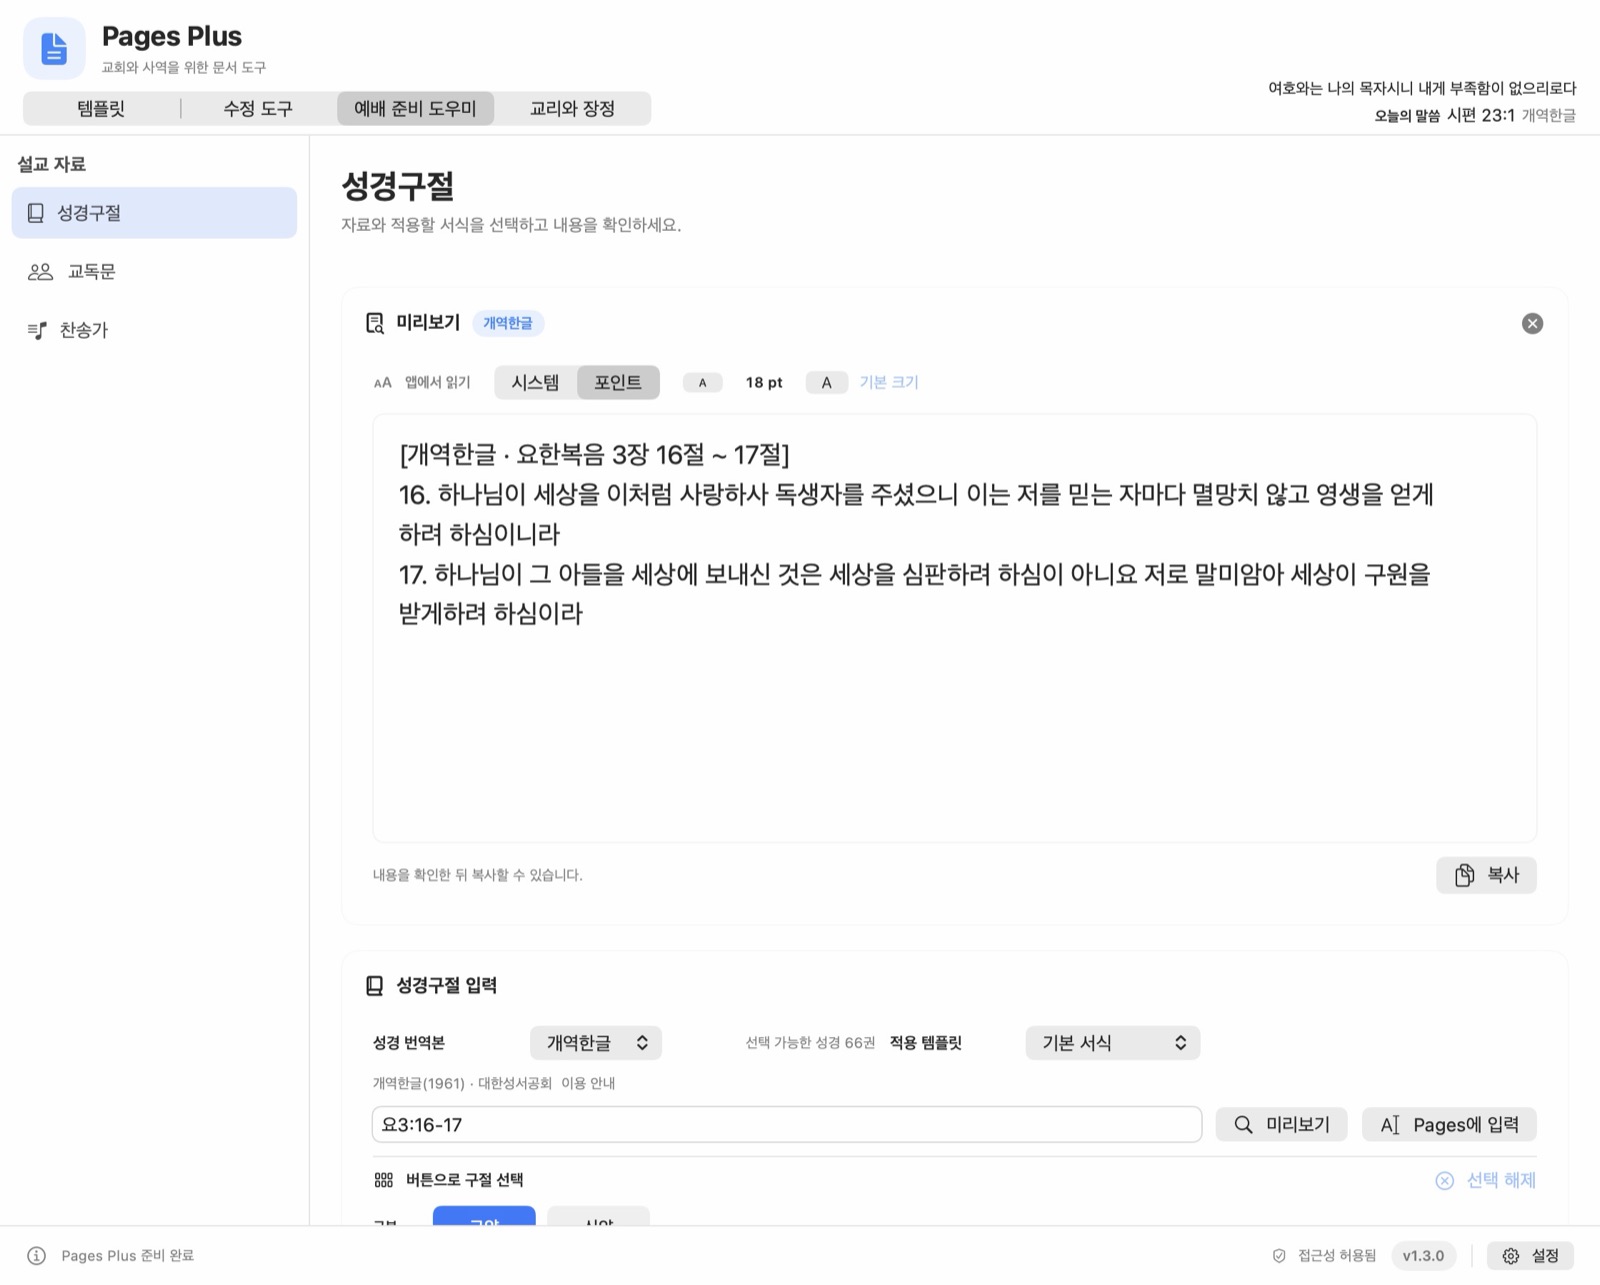 Pages Plus
교회와 사역을 위한 문서 도구
템플릿 수정 도구 예배 준비 도우미 교리와 장정
여호와는 나의 목자시니 내게 부족함이 없으리로다
오늘의 말씀 시편 23:1 개역한글
설교 자료
성경구절
교독문
찬송가
성경구절
자료와 적용할 서식을 선택하고 내용을 확인하세요.
미리보기 개역한글
AA 앱에서 읽기 시스템 포인트 A 18 pt A 기본 크기
[개역한글 · 요한복음 3장 16절 ~ 17절]
16. 하나님이 세상을 이처럼 사랑하사 독생자를 주셨으니 이는 저를 믿는 자마다 멸망치 않고 영생을 얻게
하려 하심이니라
17. 하나님이 그 아들을 세상에 보내신 것은 세상을 심판하려 하심이 아니요 저로 말미암아 세상이 구원을
받게하려 하심이라
내용을 확인한 뒤 복사할 수 있습니다.
복사
성경구절 입력
성경 번역본 개역한글 선택 가능한 성경 66권 적용 템플릿 기본 서식
개역한글(1961) · 대한성서공회 이용 안내
요3:16-17 미리보기 Pages에 입력
버튼으로 구절 선택 선택 해제
Pages Plus 준비 완료
접근성 허용됨 v1.3.0 설정